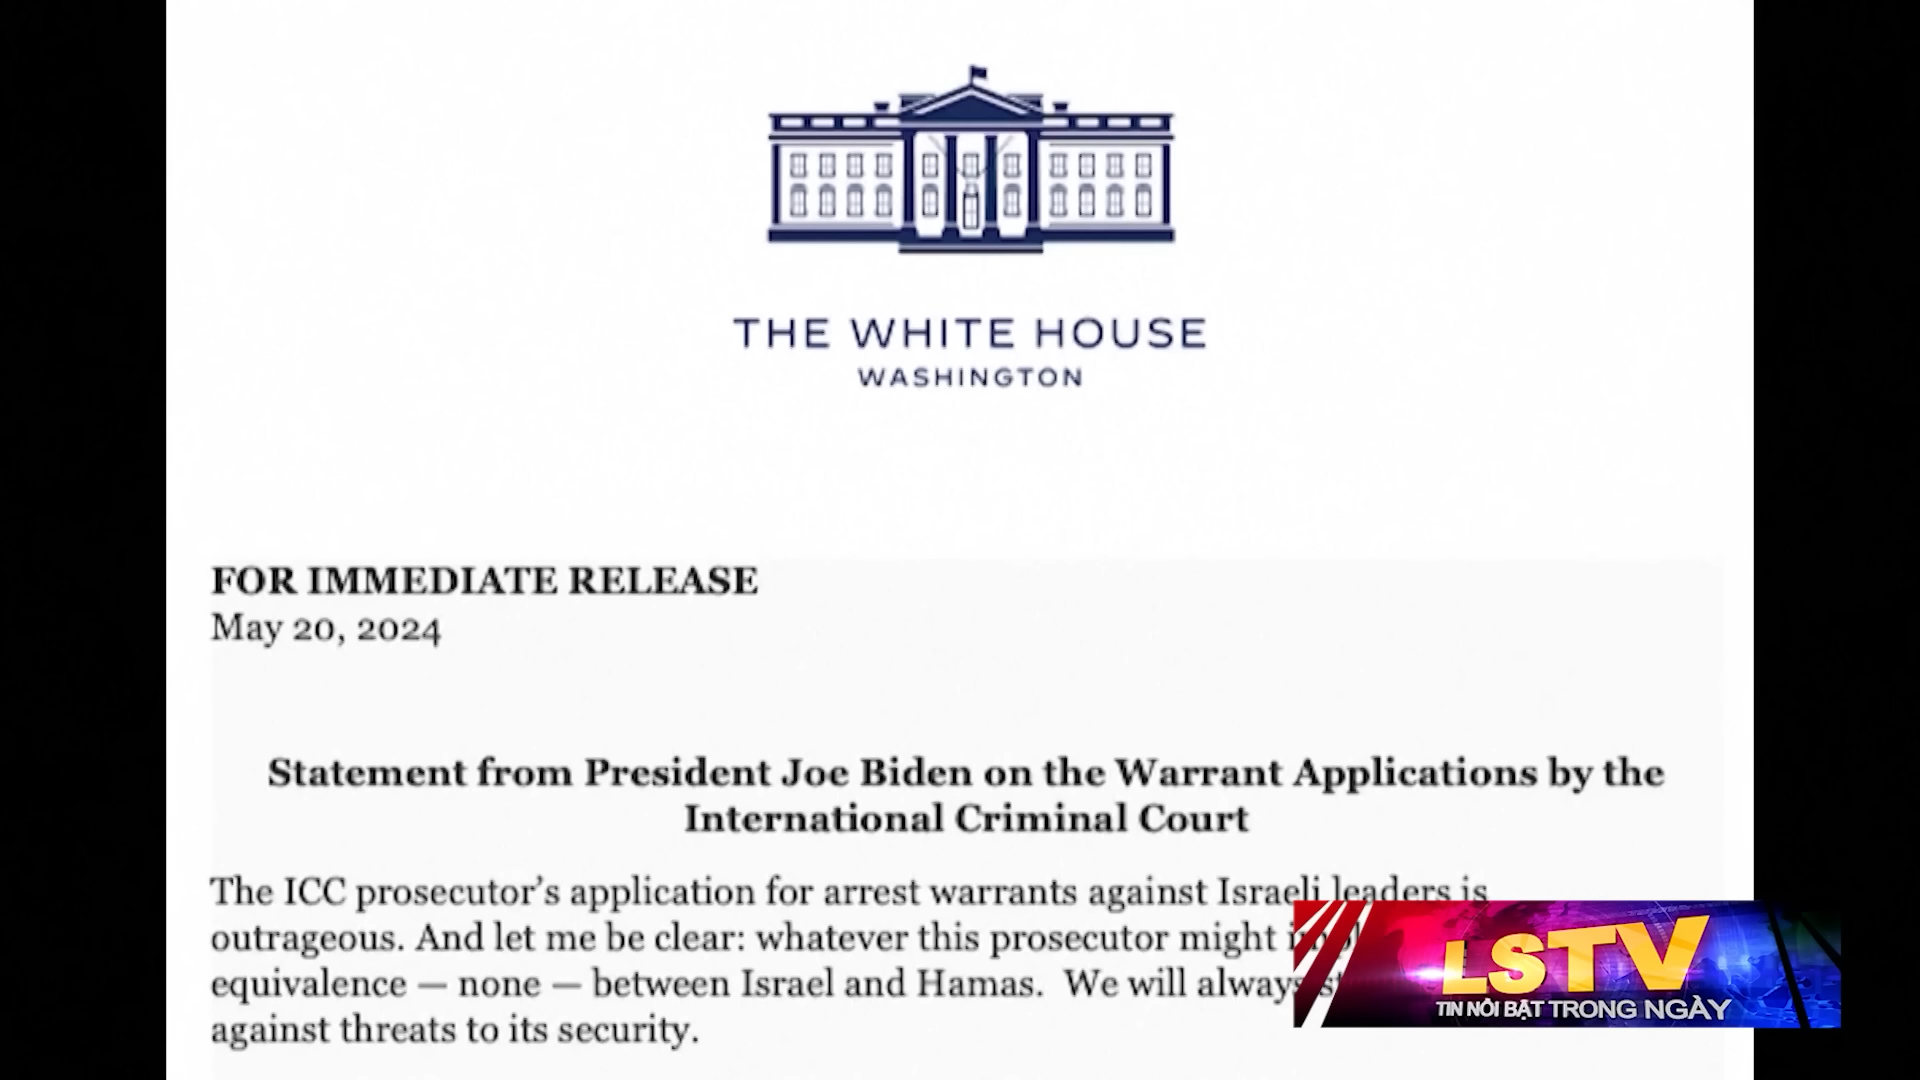 THE WHITE HOUSE
WASHINGTON
FOR IMMEDIATE RELEASE
May 20, 2024
Statement from President Joe Biden on the Warrant Applications by the
International Criminal Court
The ICC prosecutor’s application for arrest warrants against Israeli leaders is
outrageous. And let me be clear: whatever this prosecutor might
equivalence — none — between Israel and Hamas. We will always
against threats to its security.
LSTV
TIN NỔI BẬT TRONG NGÀY